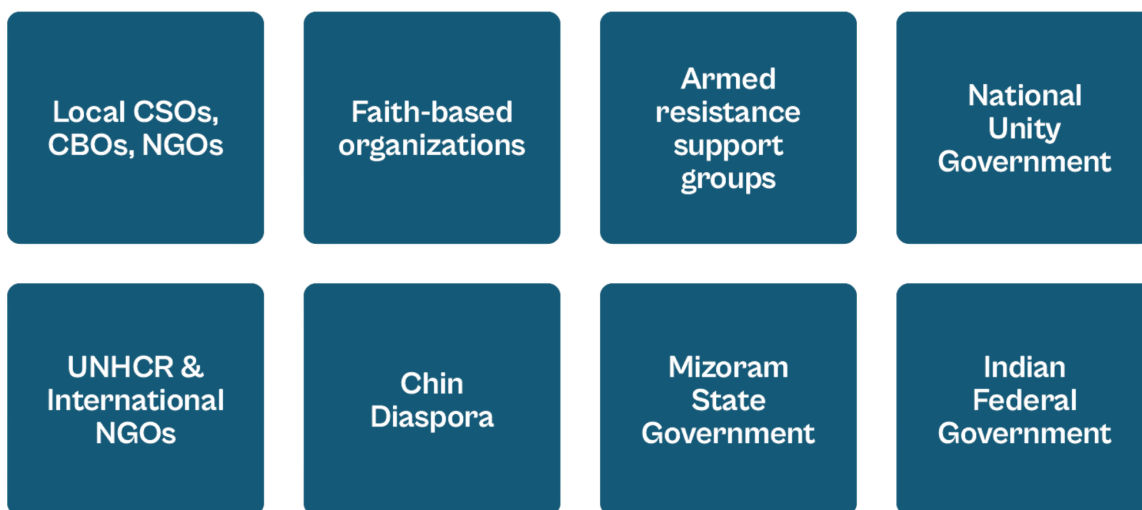 Local CSOs,
CBOs, NGOs
Faith-based
organizations
Armed
resistance
support
groups
National
Unity
Government
UNHCR &
International
NGOs
Chin
Diaspora
Mizoram
State
Government
Indian
Federal
Government